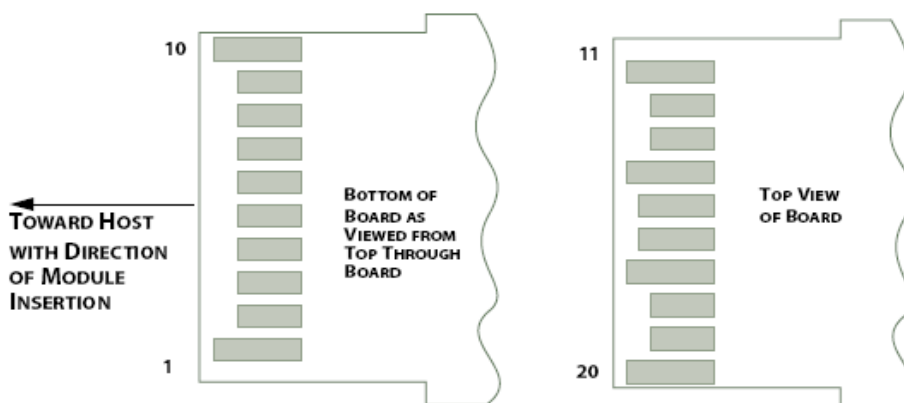 10
TOWARD HOST
WITH DIRECTION
OF MODULE
INSERTION
1
BOTTOM OF
BOARD AS
VIEWED FROM
TOP THROUGH
BOARD
11
TOP VIEW
OF BOARD
20